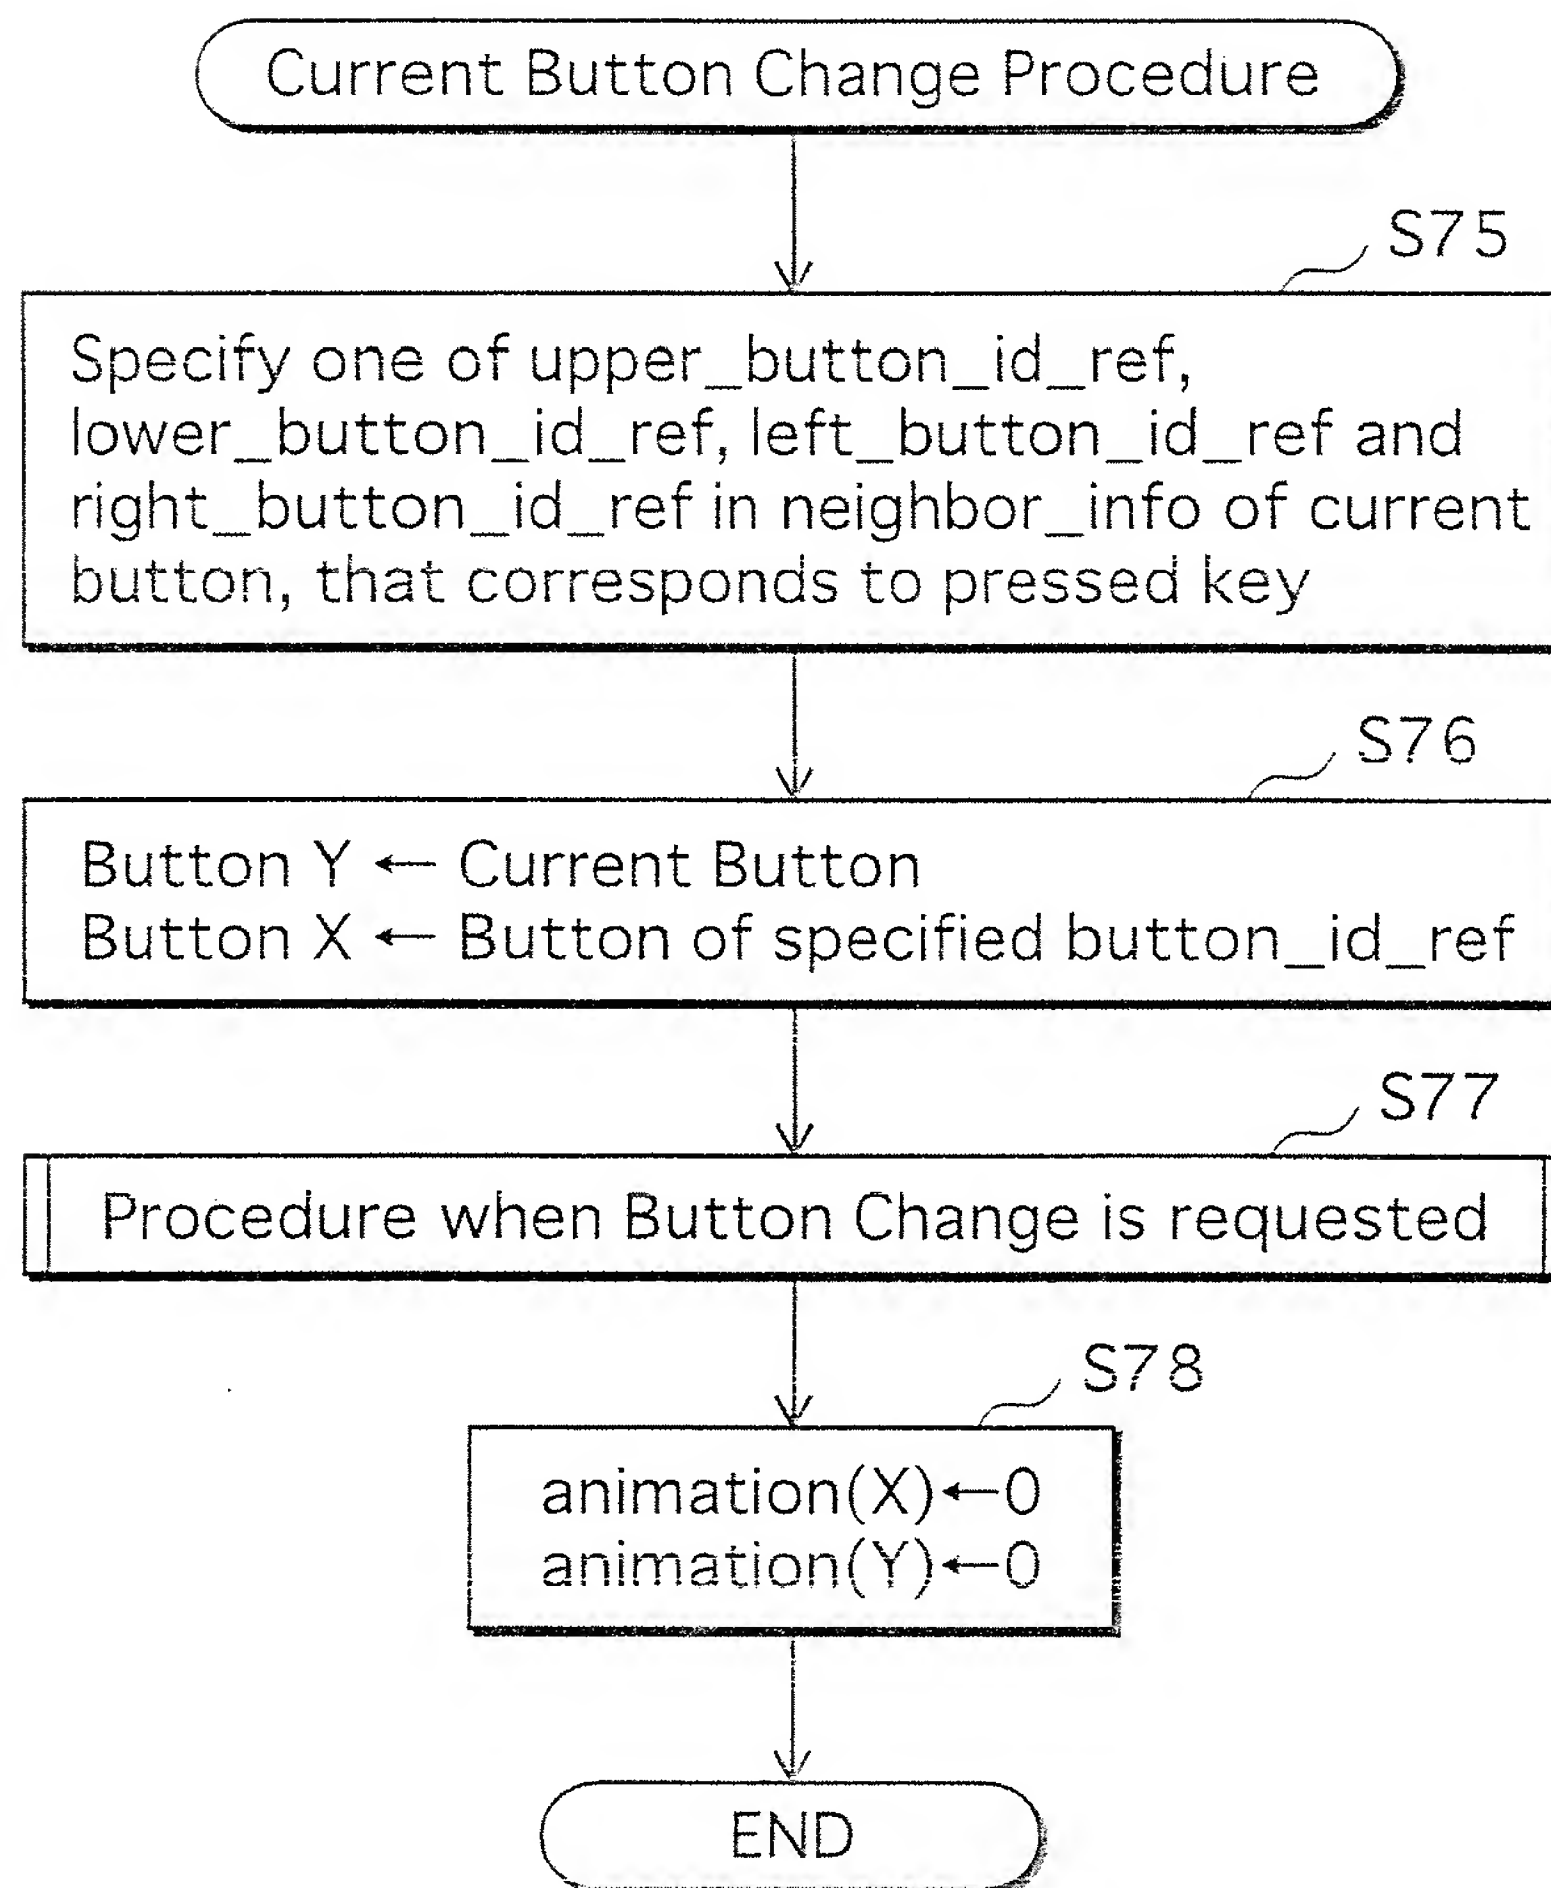 Current Button Change Procedure
S75
Specify one of upper_button_id_ref,
lower_button_id_ref, left_button_id_ref and
right_button_id_ref in neighbor_info of current
button, that corresponds to pressed key
S76
Button Y ← Current Button
Button X ← Button of specified button_id_ref
S77
Procedure when Button Change is requested
S78
animation(X)←0
animation(Y)←0
END